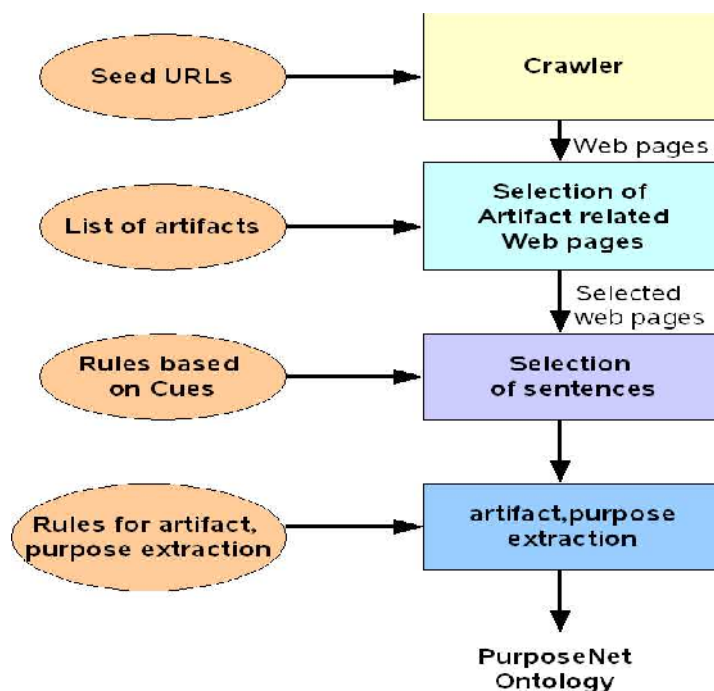 Seed URLs
Crawler
Web pages
List of artifacts
Selection of
Artifact related
Web pages
Selected
web pages
Rules based
on Cues
Selection
of sentences
Rules for artifact,
purpose extraction
artifact,purpose
extraction
PurposeNet
Ontology